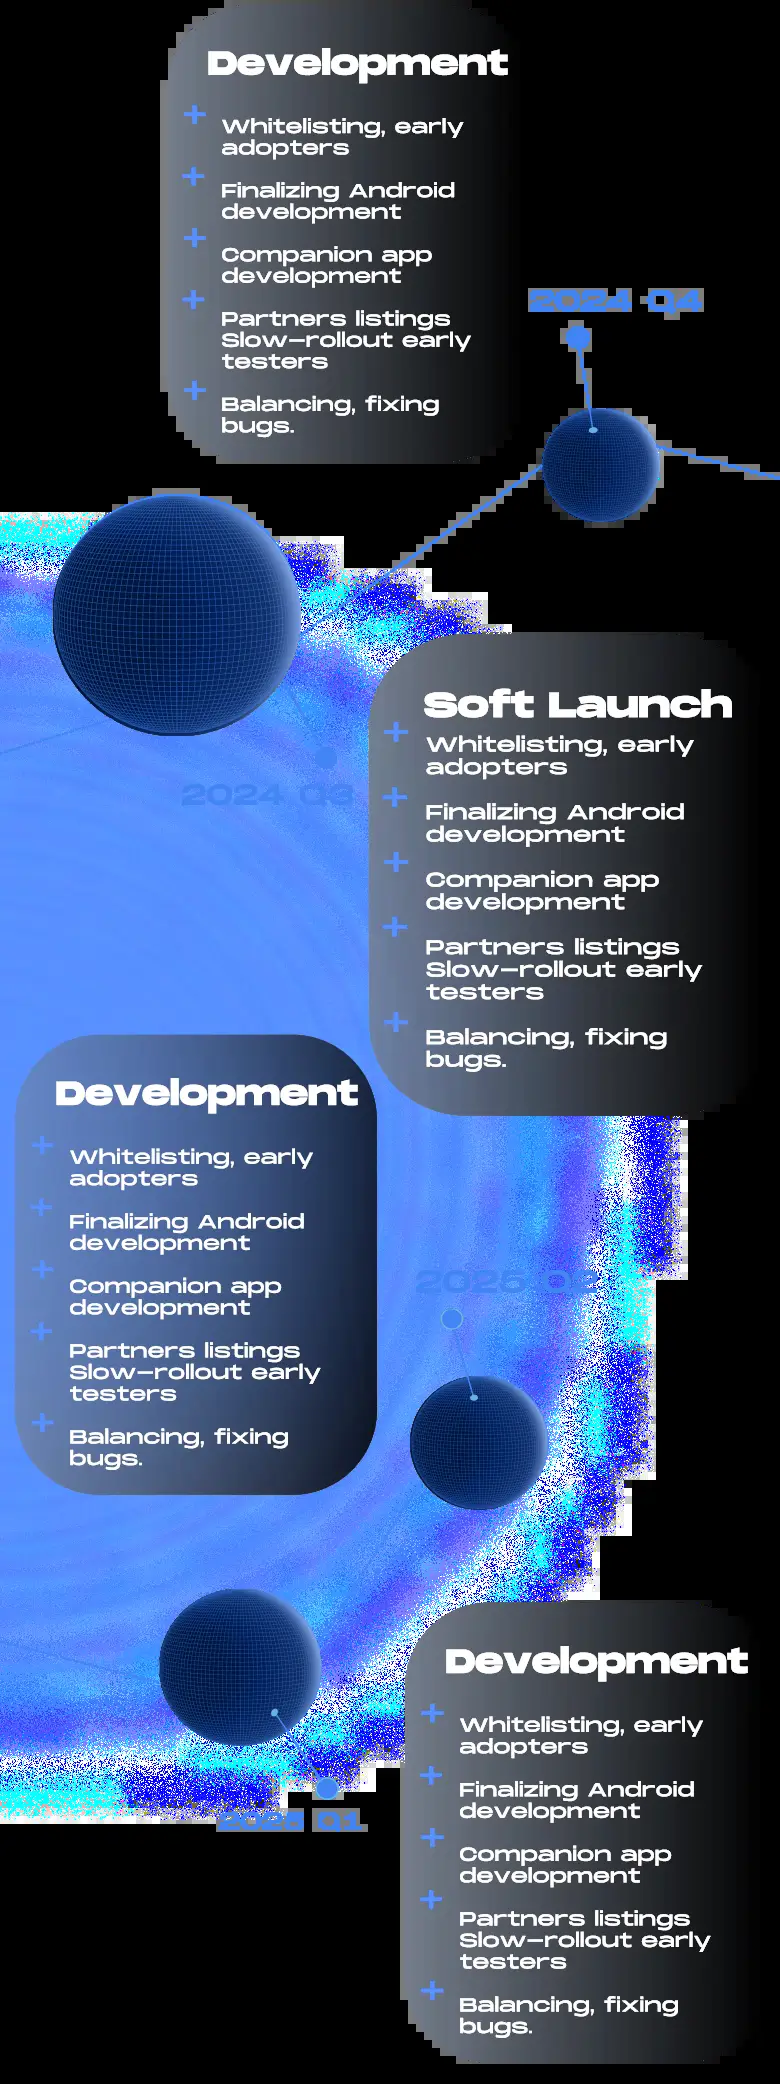 Development
+ Whitelisting, early
adopters
+ Finalizing Android
development
+ Companion app
development
+ Partners listings
Slow-rollout early
testers
+ Balancing, fixing
bugs.
2024 Q4
Soft Launch
+ Whitelisting, early
adopters
+ Finalizing Android
development
+ Companion app
development
+ Partners listings
Slow-rollout early
testers
+ Balancing, fixing
bugs.
2024 Q3
Development
+ Whitelisting, early
adopters
+ Finalizing Android
development
+ Companion app
development
+ Partners listings
Slow-rollout early
testers
+ Balancing, fixing
bugs.
2025 Q2
Development
+ Whitelisting, early
adopters
+ Finalizing Android
development
+ Companion app
development
+ Partners listings
Slow-rollout early
testers
+ Balancing, fixing
bugs.
2025 Q1